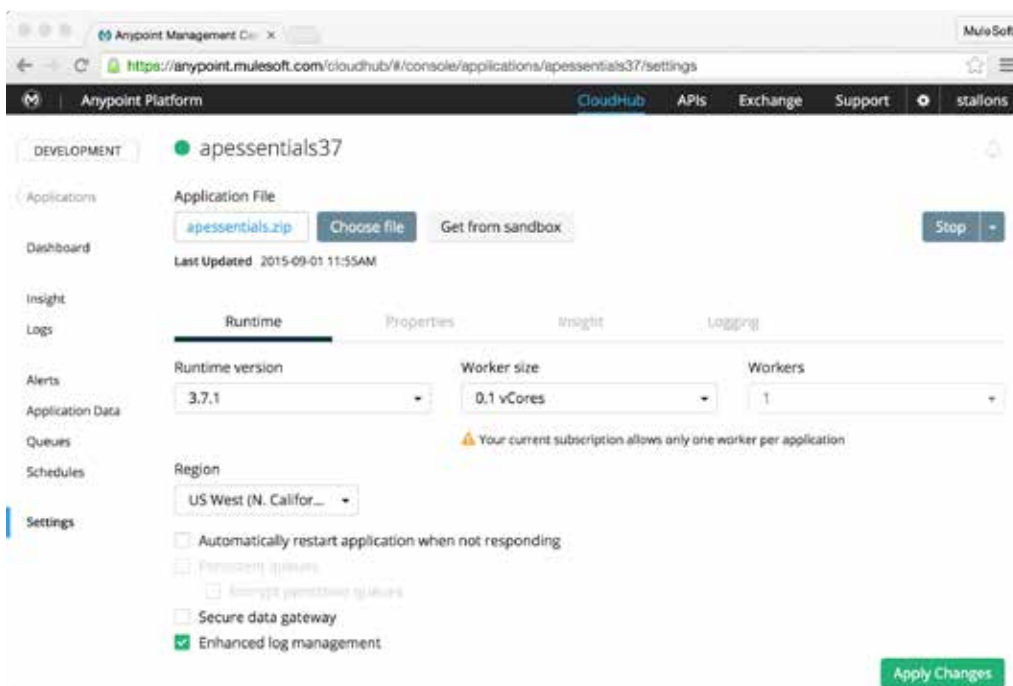 Anypoint Management Ce
MuleSoft
https://anypoint.mulesoft.com/cloudhub/#/console/applications/apessentials37/settings
Anypoint Platform
CloudHub
APIs
Exchange
Support
stallons
DEVELOPMENT
apessentials37
Applications
Application File
apessentials.zip
Choose file
Get from sandbox
Stop
Dashboard
Last Updated 2015-09-01 11:55AM
Insight
Logs
Runtime
Properties
Insight
Logging
Alerts
Application Data
Queues
Schedules
Settings
Runtime version
Worker size
Workers
3.7.1
0.1 vCores
1
Your current subscription allows only one worker per application
Region
US West (N. Califor...
Automatically restart application when not responding
Persistent queues
Encrypt persistent queues
Secure data gateway
Enhanced log management
Apply Changes